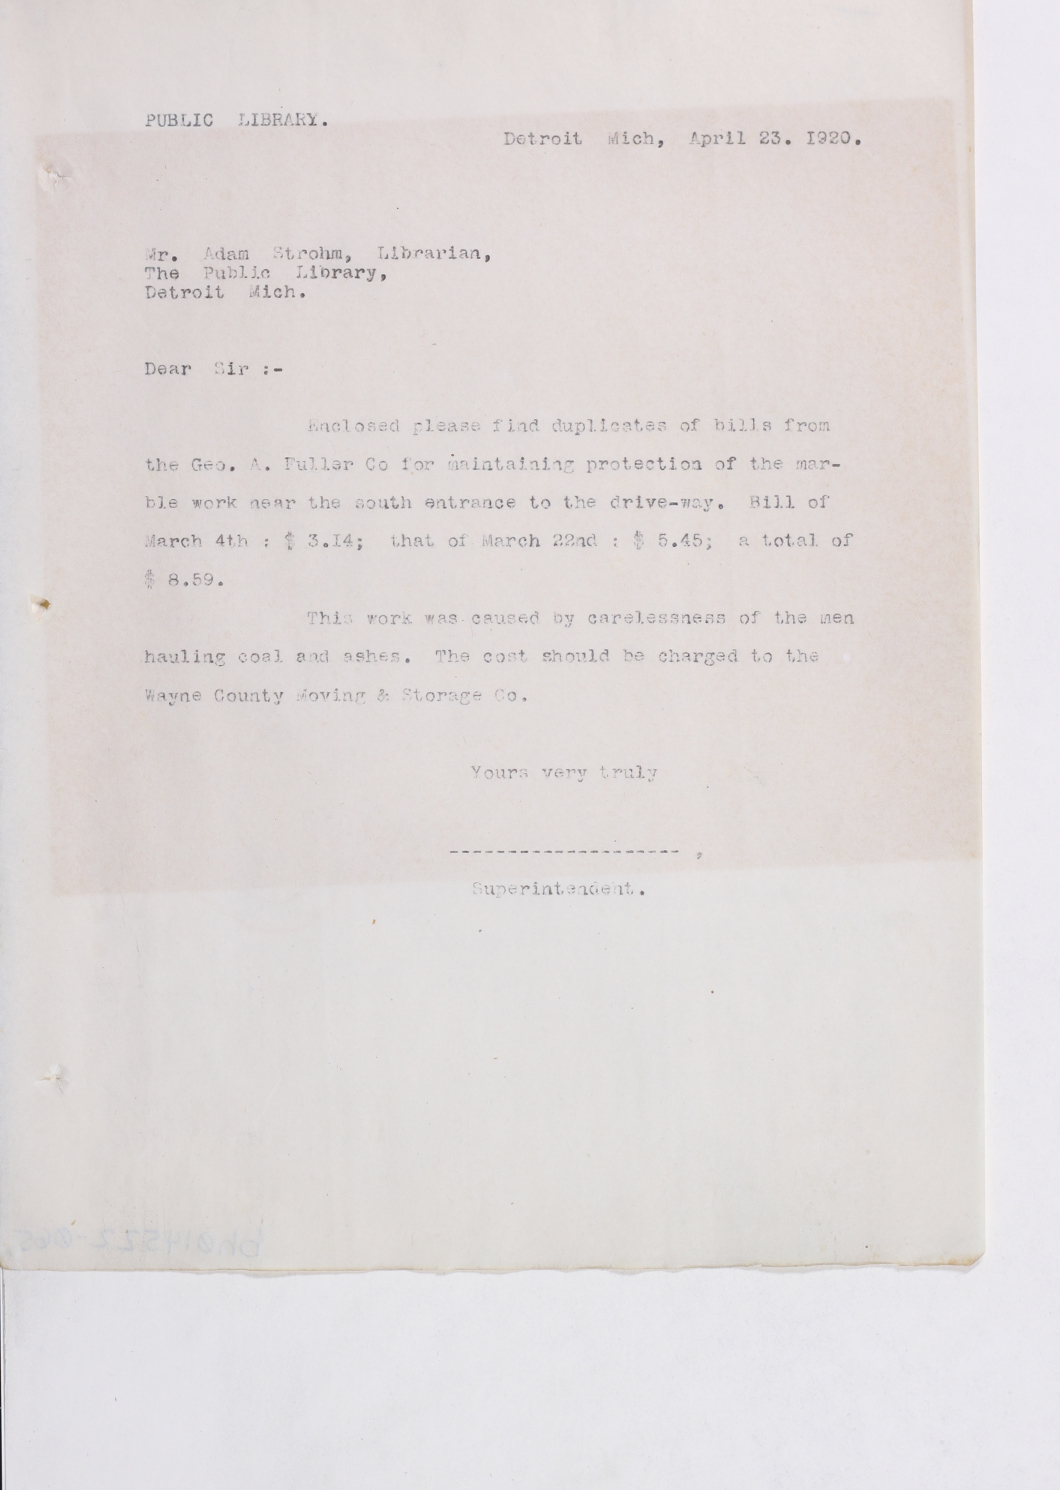 PUBLIC LIBRARY.
Detroit Mich, April 23. I920.
Mr. Adam Strohm, Librarian,
The Public Library,
Detroit Mich.
Dear Sir :-
Enclosed please find duplicates of bills from
the Geo. A. Fuller Co for maintaining protection of the mar-
ble work near the south entrance to the drive-way. Bill of
March 4th : $ 3.I4; that of March 22nd : $ 5.45; a total of
$ 8.59.
This work was caused by carelessness of the men
hauling coal and ashes. The cost should be charged to the
Wayne County Moving & Storage Co.
Yours very truly
-------------------- ,
Superintendent.